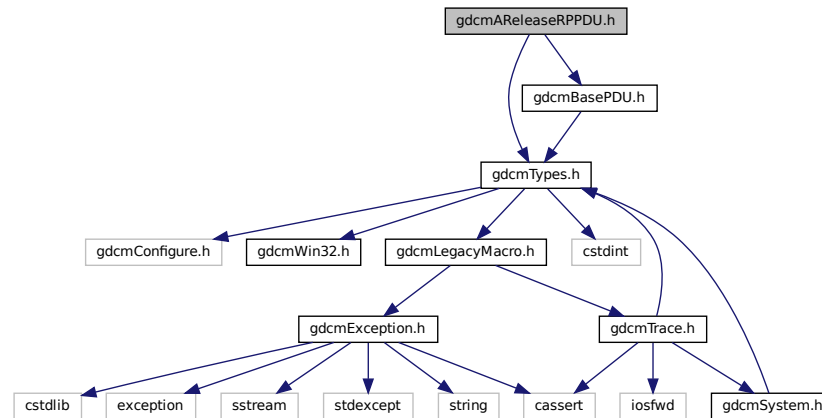 gdcmAReleaseRPPDU.h
gdcmBasePDU.h
gdcmTypes.h
gdcmConfigure.h
gdcmWin32.h
gdcmLegacyMacro.h
cstdint
gdcmException.h
gdcmTrace.h
cstdlib
exception
sstream
stdexcept
string
cassert
iosfwd
gdcmSystem.h